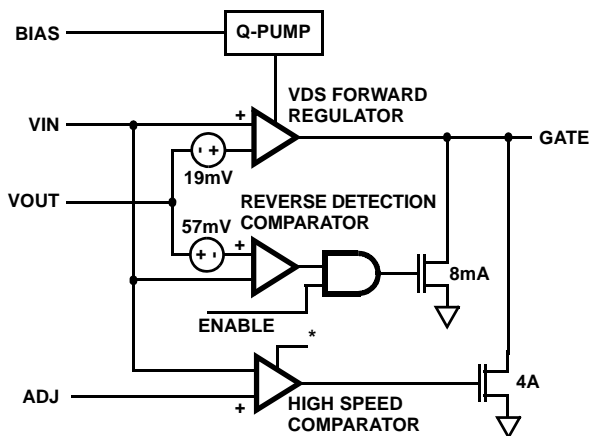 BIAS
Q-PUMP
VDS FORWARD
REGULATOR
VIN
+
GATE
- +
19mV
VOUT
57mV
REVERSE DETECTION
COMPARATOR
+ -
+
8mA
ENABLE
*
4A
ADJ
+
HIGH SPEED
COMPARATOR